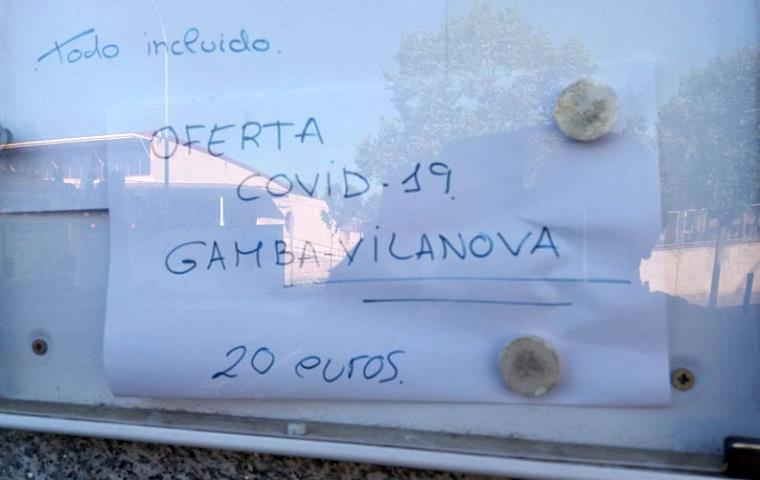 Todo incluido.
OFERTA
COVID-19.
GAMBA-VILANOVA
20 euros.